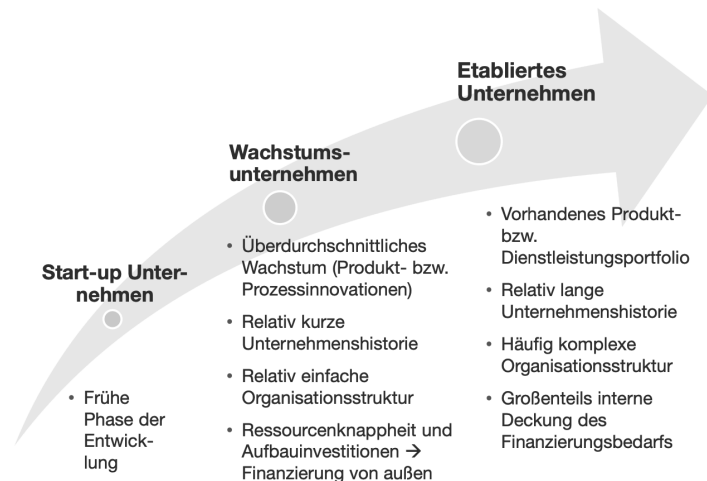 Start-up Unter-
nehmen
• Frühe
Phase der
Entwick-
lung
Wachstums-
unternehmen
• Überdurchschnittliches
Wachstum (Produkt- bzw.
Prozessinnovationen)
• Relativ kurze
Unternehmenshistorie
• Relativ einfache
Organisationsstruktur
• Ressourcenknappheit und
Aufbauinvestitionen →
Finanzierung von außen
Etabliertes
Unternehmen
• Vorhandenes Produkt-
bzw.
Dienstleistungsportfolio
• Relativ lange
Unternehmenshistorie
• Häufig komplexe
Organisationsstruktur
• Großenteils interne
Deckung des
Finanzierungsbedarfs